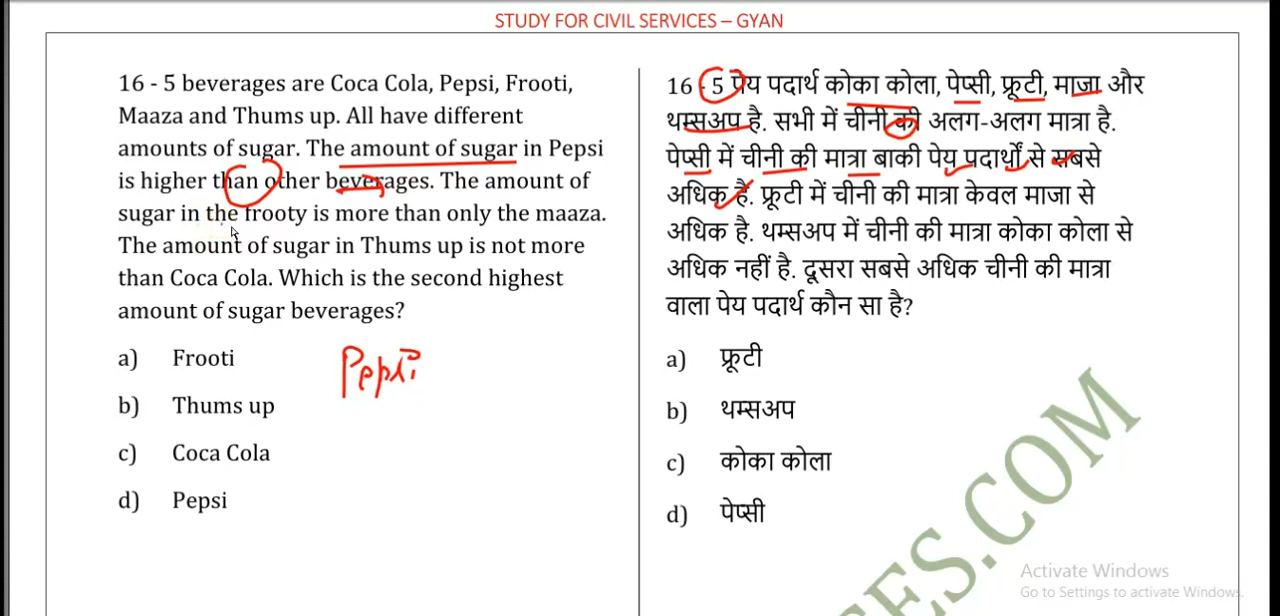 STUDY FOR CIVIL SERVICES – GYAN
16 - 5 beverages are Coca Cola, Pepsi, Frooti,
Maaza and Thums up. All have different
amounts of sugar. The amount of sugar in Pepsi
is higher than other beverages. The amount of
sugar in the frooty is more than only the maaza.
The amount of sugar in Thums up is not more
than Coca Cola. Which is the second highest
amount of sugar beverages?
a) Frooti
b) Thums up
c) Coca Cola
d) Pepsi
Pepsi
16 - 5 पेय पदार्थ कोका कोला, पेप्सी, फ्रूटी, माजा और
थम्सअप है. सभी में चीनी की अलग-अलग मात्रा है.
पेप्सी में चीनी की मात्रा बाकी पेय पदार्थों से सबसे
अधिक है. फ्रूटी में चीनी की मात्रा केवल माजा से
अधिक है. थम्सअप में चीनी की मात्रा कोका कोला से
अधिक नहीं है. दूसरा सबसे अधिक चीनी की मात्रा
वाला पेय पदार्थ कौन सा है?
a) फ्रूटी
b) थम्सअप
c) कोका कोला
d) पेप्सी
Activate Windows
Go to Settings to activate Windows.